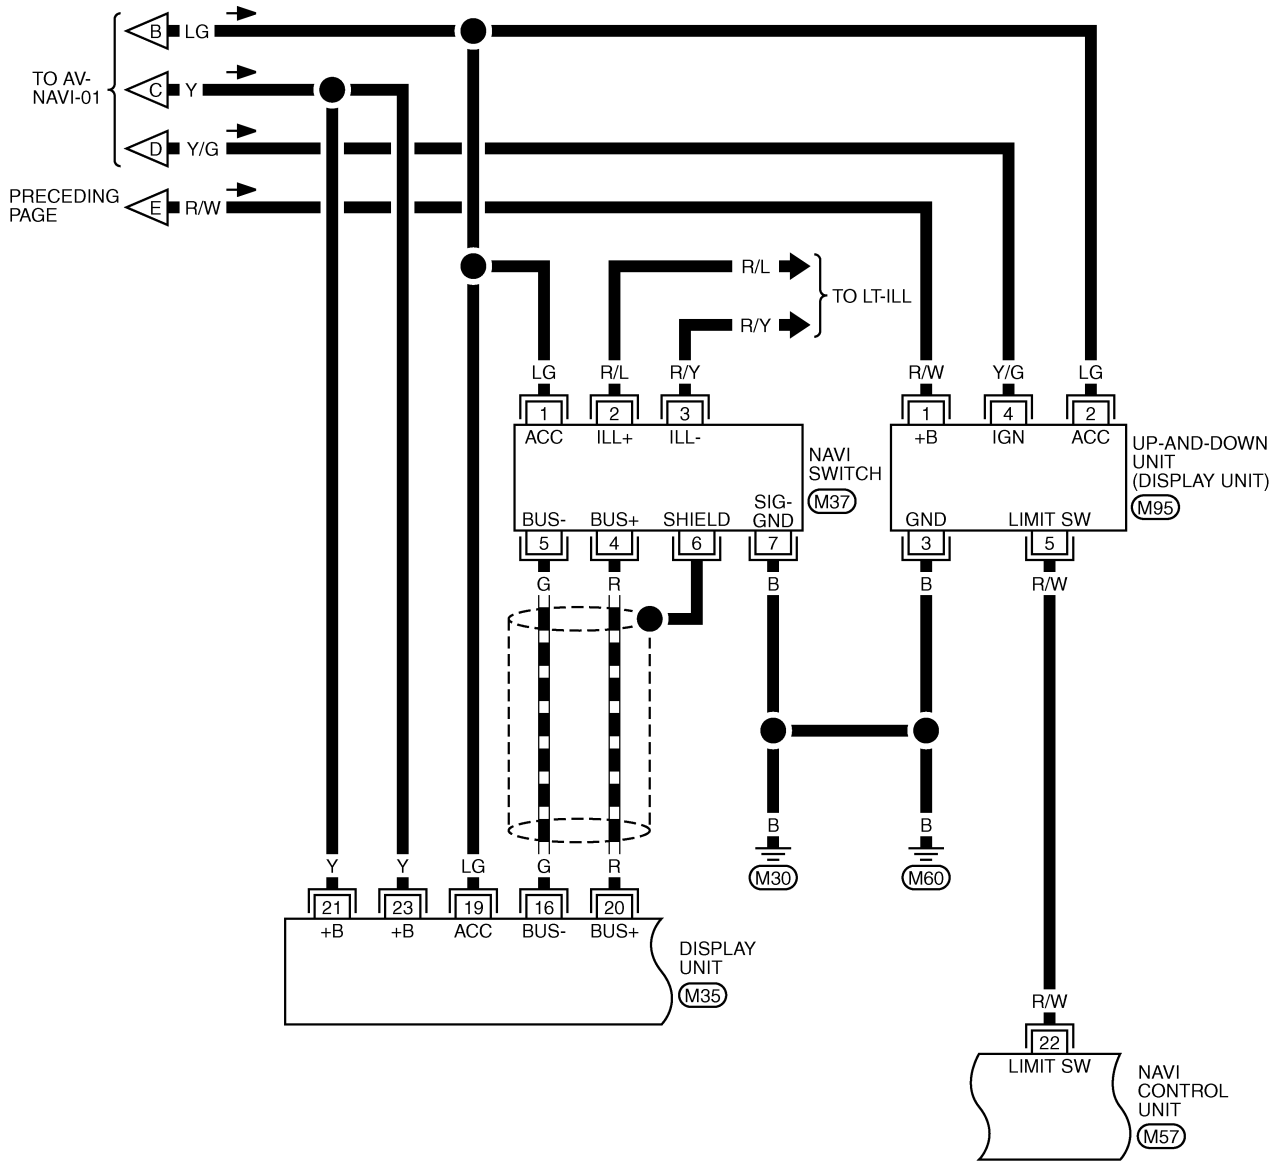 B LG
TO AV-
NAVI-01
C Y
D Y/G
PRECEDING
PAGE
E R/W
R/L
TO LT-ILL
R/Y
LG R/L R/Y R/W Y/G LG
1 2 3 1 4 2
ACC ILL+ ILL- +B IGN ACC
NAVI
SWITCH
M37
UP-AND-DOWN
UNIT
(DISPLAY UNIT)
M95
BUS- BUS+ SHIELD SIG-
GND
GND LIMIT SW
5 4 6 7 3 5
G R B B R/W
B B
M30 M60
Y Y LG G R
21 23 19 16 20
+B +B ACC BUS- BUS+
DISPLAY
UNIT
M35
R/W
22
LIMIT SW
NAVI
CONTROL
UNIT
M57